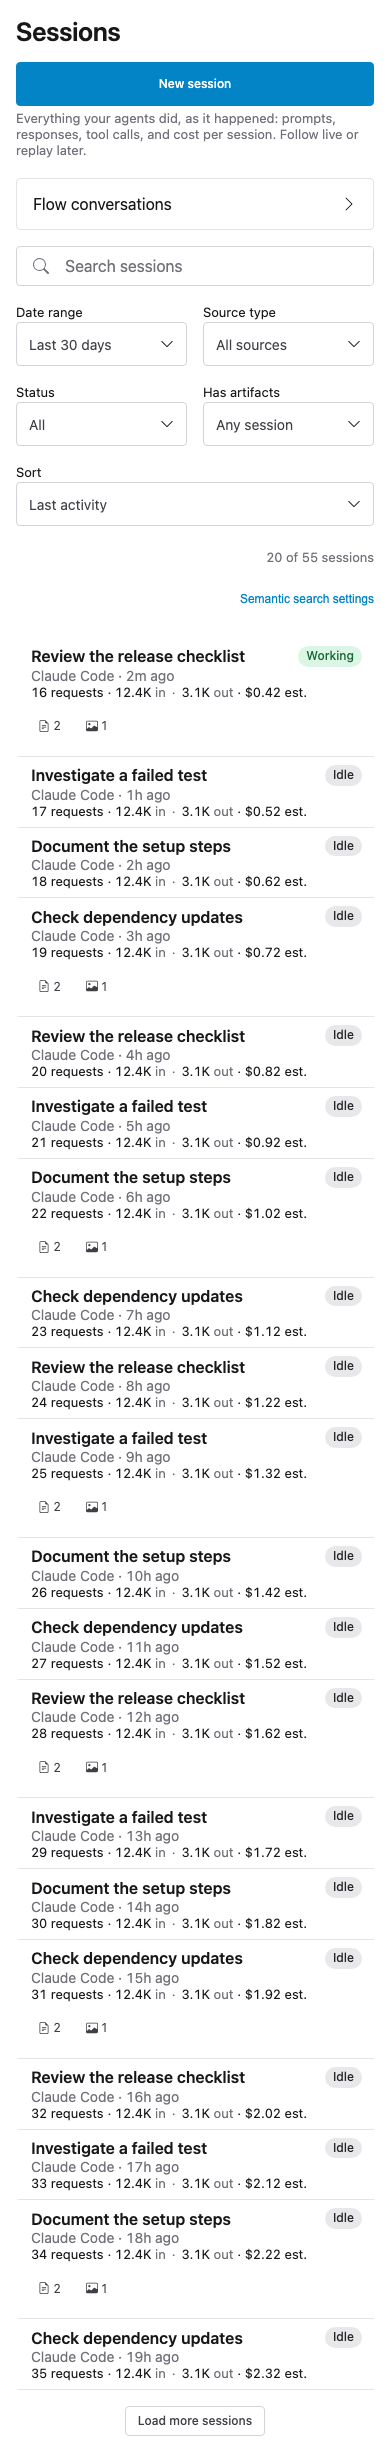 Sessions
New session
Everything your agents did, as it happened: prompts,
responses, tool calls, and cost per session. Follow live or
replay later.
Flow conversations
Search sessions
Date range
Source type
Last 30 days
All sources
Status
Has artifacts
All
Any session
Sort
Last activity
20 of 55 sessions
Semantic search settings
Review the release checklist
Working
Claude Code · 2m ago
16 requests · 12.4K in · 3.1K out · $0.42 est.
2 1
Investigate a failed test
Idle
Claude Code · 1h ago
17 requests · 12.4K in · 3.1K out · $0.52 est.
Document the setup steps
Idle
Claude Code · 2h ago
18 requests · 12.4K in · 3.1K out · $0.62 est.
Check dependency updates
Idle
Claude Code · 3h ago
19 requests · 12.4K in · 3.1K out · $0.72 est.
2 1
Review the release checklist
Idle
Claude Code · 4h ago
20 requests · 12.4K in · 3.1K out · $0.82 est.
Investigate a failed test
Idle
Claude Code · 5h ago
21 requests · 12.4K in · 3.1K out · $0.92 est.
Document the setup steps
Idle
Claude Code · 6h ago
22 requests · 12.4K in · 3.1K out · $1.02 est.
2 1
Check dependency updates
Idle
Claude Code · 7h ago
23 requests · 12.4K in · 3.1K out · $1.12 est.
Review the release checklist
Idle
Claude Code · 8h ago
24 requests · 12.4K in · 3.1K out · $1.22 est.
Investigate a failed test
Idle
Claude Code · 9h ago
25 requests · 12.4K in · 3.1K out · $1.32 est.
2 1
Document the setup steps
Idle
Claude Code · 10h ago
26 requests · 12.4K in · 3.1K out · $1.42 est.
Check dependency updates
Idle
Claude Code · 11h ago
27 requests · 12.4K in · 3.1K out · $1.52 est.
Review the release checklist
Idle
Claude Code · 12h ago
28 requests · 12.4K in · 3.1K out · $1.62 est.
2 1
Investigate a failed test
Idle
Claude Code · 13h ago
29 requests · 12.4K in · 3.1K out · $1.72 est.
Document the setup steps
Idle
Claude Code · 14h ago
30 requests · 12.4K in · 3.1K out · $1.82 est.
Check dependency updates
Idle
Claude Code · 15h ago
31 requests · 12.4K in · 3.1K out · $1.92 est.
2 1
Review the release checklist
Idle
Claude Code · 16h ago
32 requests · 12.4K in · 3.1K out · $2.02 est.
Investigate a failed test
Idle
Claude Code · 17h ago
33 requests · 12.4K in · 3.1K out · $2.12 est.
Document the setup steps
Idle
Claude Code · 18h ago
34 requests · 12.4K in · 3.1K out · $2.22 est.
2 1
Check dependency updates
Idle
Claude Code · 19h ago
35 requests · 12.4K in · 3.1K out · $2.32 est.
Load more sessions